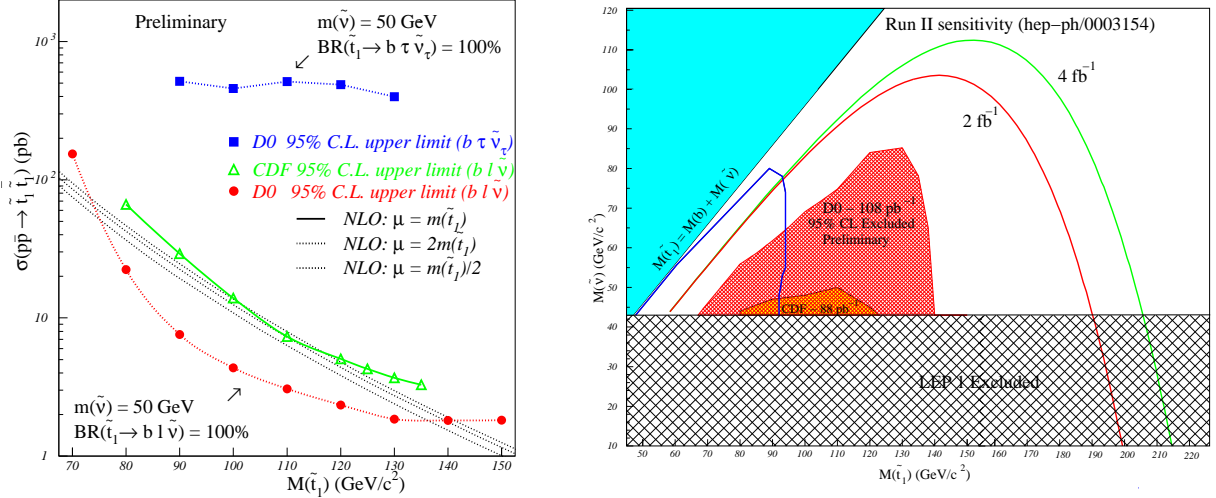 Preliminary
m(ν̃) = 50 GeV
BR(t̃₁→ b τ ν̃_τ) = 100%
σ(pp̄→ t̃₁ t̃̄₁) (pb)
10³
10²
10
1
D0 95% C.L. upper limit (b τ ν̃_τ)
CDF 95% C.L. upper limit (b l ν̃)
D0 95% C.L. upper limit (b l ν̃)
NLO: μ = m(t̃₁)
NLO: μ = 2m(t̃₁)
NLO: μ = m(t̃₁)/2
m(ν̃) = 50 GeV
BR(t̃₁→ b l ν̃) = 100%
70 80 90 100 110 120 130 140 150
M(t̃₁) (GeV/c²)
Run II sensitivity (hep−ph/0003154)
4 fb⁻¹
2 fb⁻¹
M(t̃₁) = M(b) + M(ν̃)
D0 − 108 pb⁻¹
95% CL Excluded
Preliminary
CDF − 88 pb⁻¹
LEP 1 Excluded
M(ν̃) (GeV/c²)
120
110
100
90
80
70
60
50
40
30
20
10
50 60 70 80 90 100 110 120 130 140 150 160 170 180 190 200 210 220
M(t̃₁) (GeV/c²)